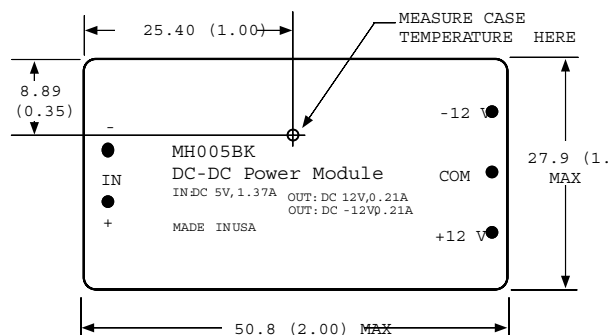 MEASURE CASE
25.40 (1.00)
TEMPERATURE HERE
8.89
(0.35)
-
-12 V
MH005BK
27.9 (1.
DC-DC Power Module
MAX
IN
COM
IN:DC 5V,1.37A
OUT: DC 12V,0.21A
OUT: DC -12V,0.21A
+
MADE IN USA
+12 V
50.8 (2.00) MAX